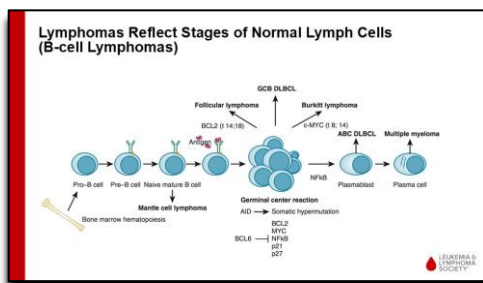 Lymphomas Reflect Stages of Normal Lymph Cells
(B-cell Lymphomas)
GCB DLBCL
Follicular lymphoma
Burkitt lymphoma
BCL2 (t 14;18)
c-MYC (t 8; 14)
Antigen
ABC DLBCL
Multiple myeloma
Pro–B cell
Pre–B cell
Naive mature B cell
NFkB
Plasmablast
Plasma cell
Mantle cell lymphoma
Germinal center reaction
Bone marrow hematopoiesis
AID
Somatic hypermutation
BCL2
MYC
BCL6
NFkB
p21
p27
LEUKEMIA &
LYMPHOMA
SOCIETY